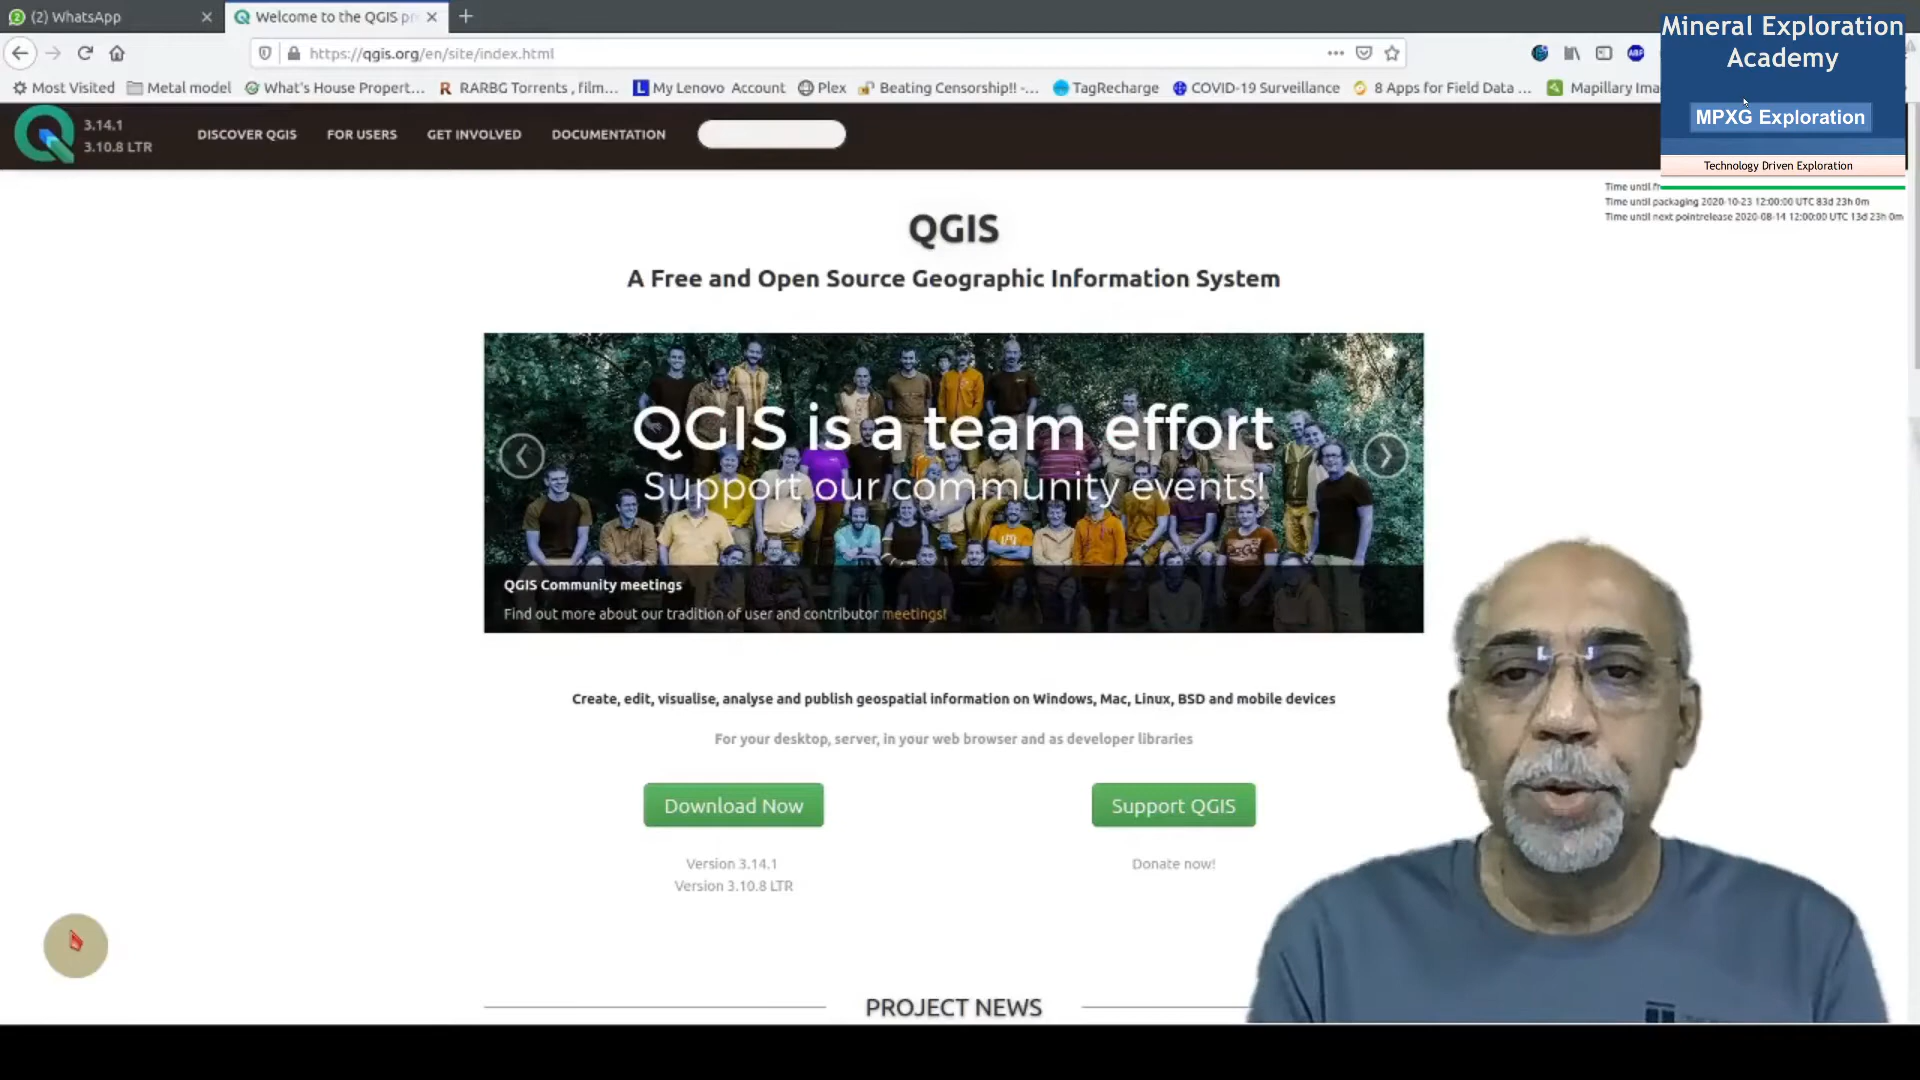 (2) WhatsApp
Welcome to the QGIS pr
https://qgis.org/en/site/index.html
Most Visited
Metal model
What's House Propert...
RARBG Torrents , film...
My Lenovo Account
Plex
Beating Censorship!! -...
TagRecharge
COVID-19 Surveillance
8 Apps for Field Data ...
Mapillary Ima
ABP
Mineral Exploration
Academy
MPXG Exploration
Technology Driven Exploration
3.14.1
3.10.8 LTR
DISCOVER QGIS
FOR USERS
GET INVOLVED
DOCUMENTATION
Time until fr
Time until packaging 2020-10-23 12:00:00 UTC 83d 23h 0m
Time until next pointrelease 2020-08-14 12:00:00 UTC 13d 23h 0m
QGIS
A Free and Open Source Geographic Information System
QGIS is a team effort
Support our community events!
QGIS Community meetings
Find out more about our tradition of user and contributor meetings!
Create, edit, visualise, analyse and publish geospatial information on Windows, Mac, Linux, BSD and mobile devices
For your desktop, server, in your web browser and as developer libraries
Download Now
Support QGIS
Version 3.14.1
Version 3.10.8 LTR
Donate now!
PROJECT NEWS